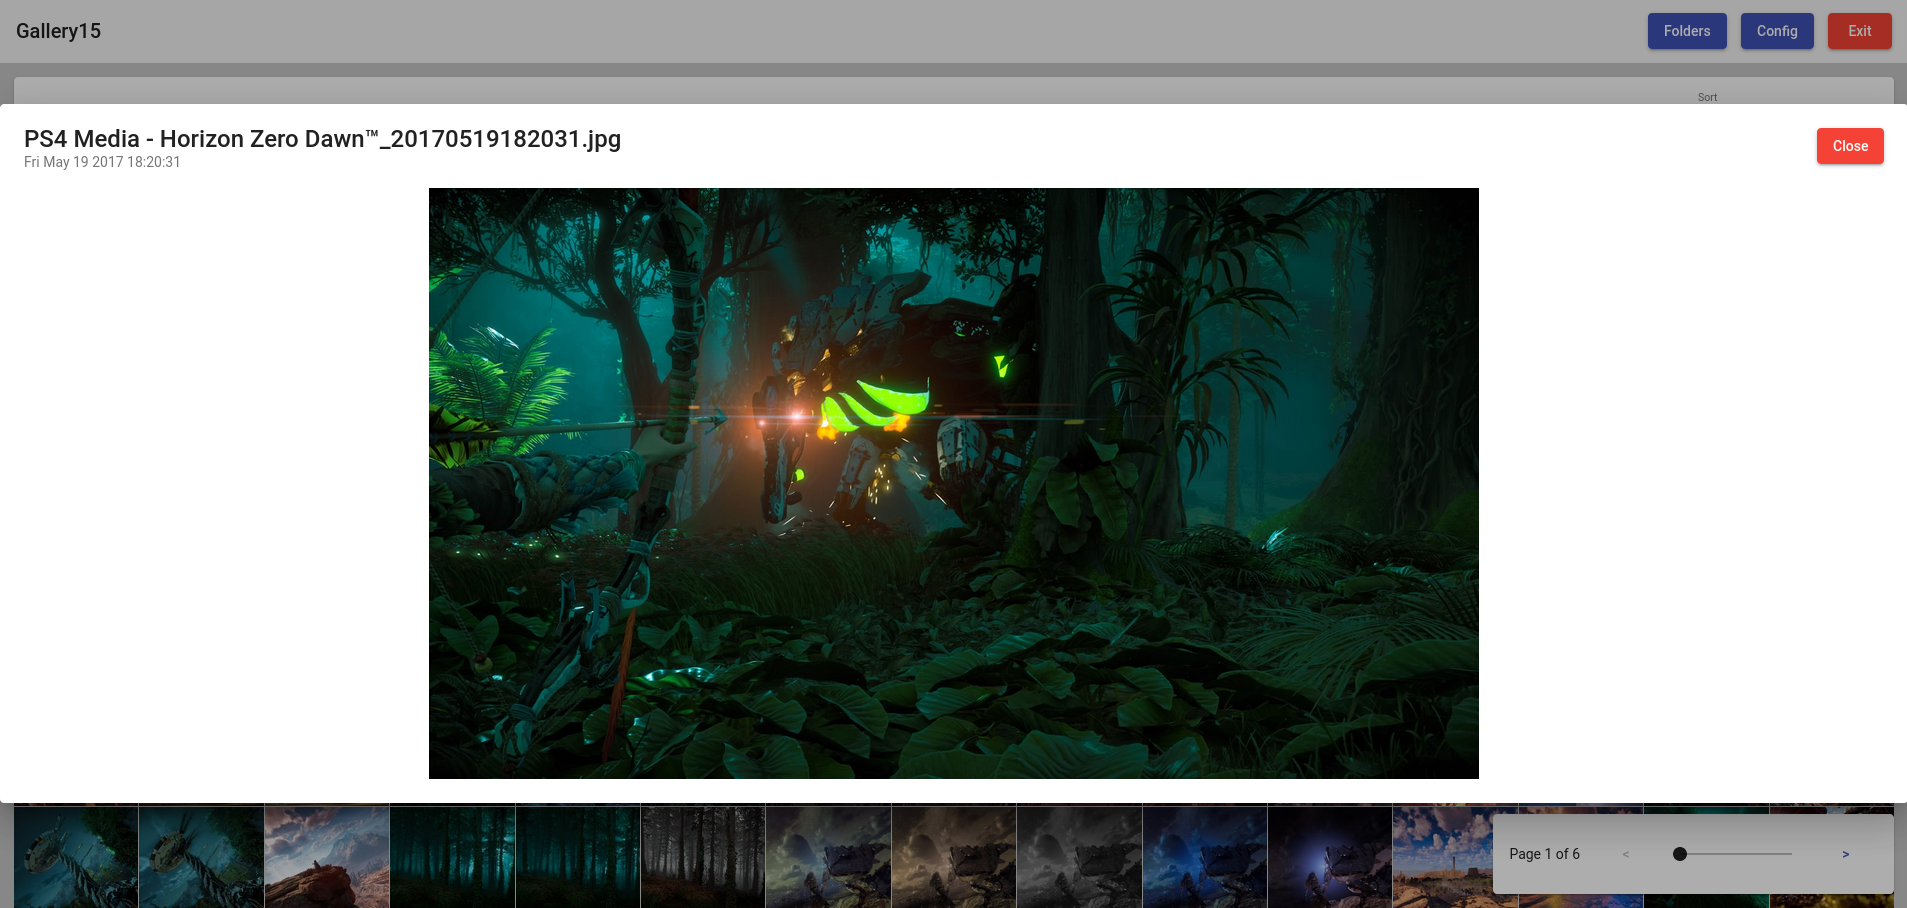 Gallery15
Folders
Config
Exit
Sort
PS4 Media - Horizon Zero Dawn™_20170519182031.jpg
Fri May 19 2017 18:20:31
Close
Page 1 of 6
<
>